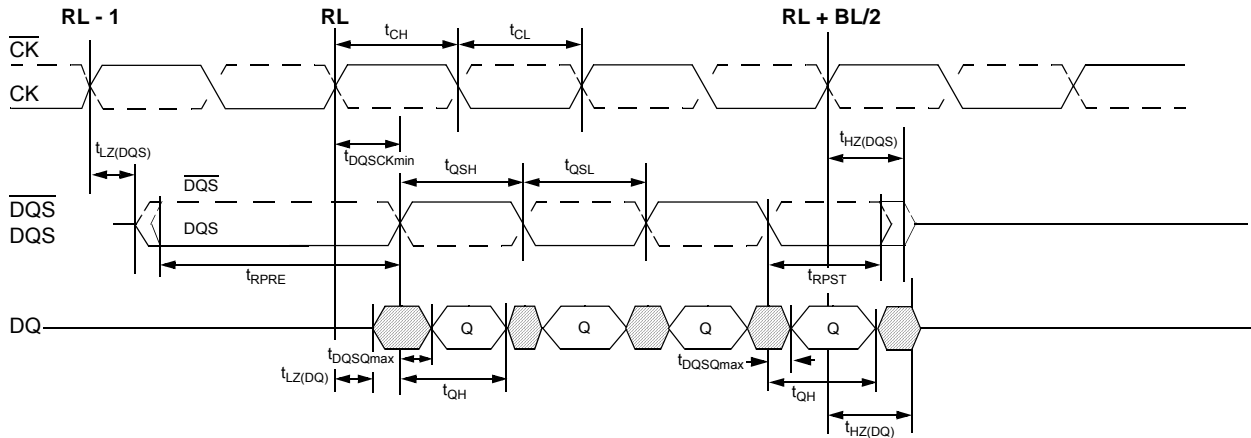 RL - 1 RL RL + BL/2
tCH tCL
CK
CK
tLZ(DQS) tDQSCKmin tHZ(DQS)
tQSH tQSL
DQS
DQS
DQS DQS
tRPRE tRPST
DQ Q Q Q Q
tDQSQmax tDQSQmax
tLZ(DQ) tQH tQH
tHZ(DQ)